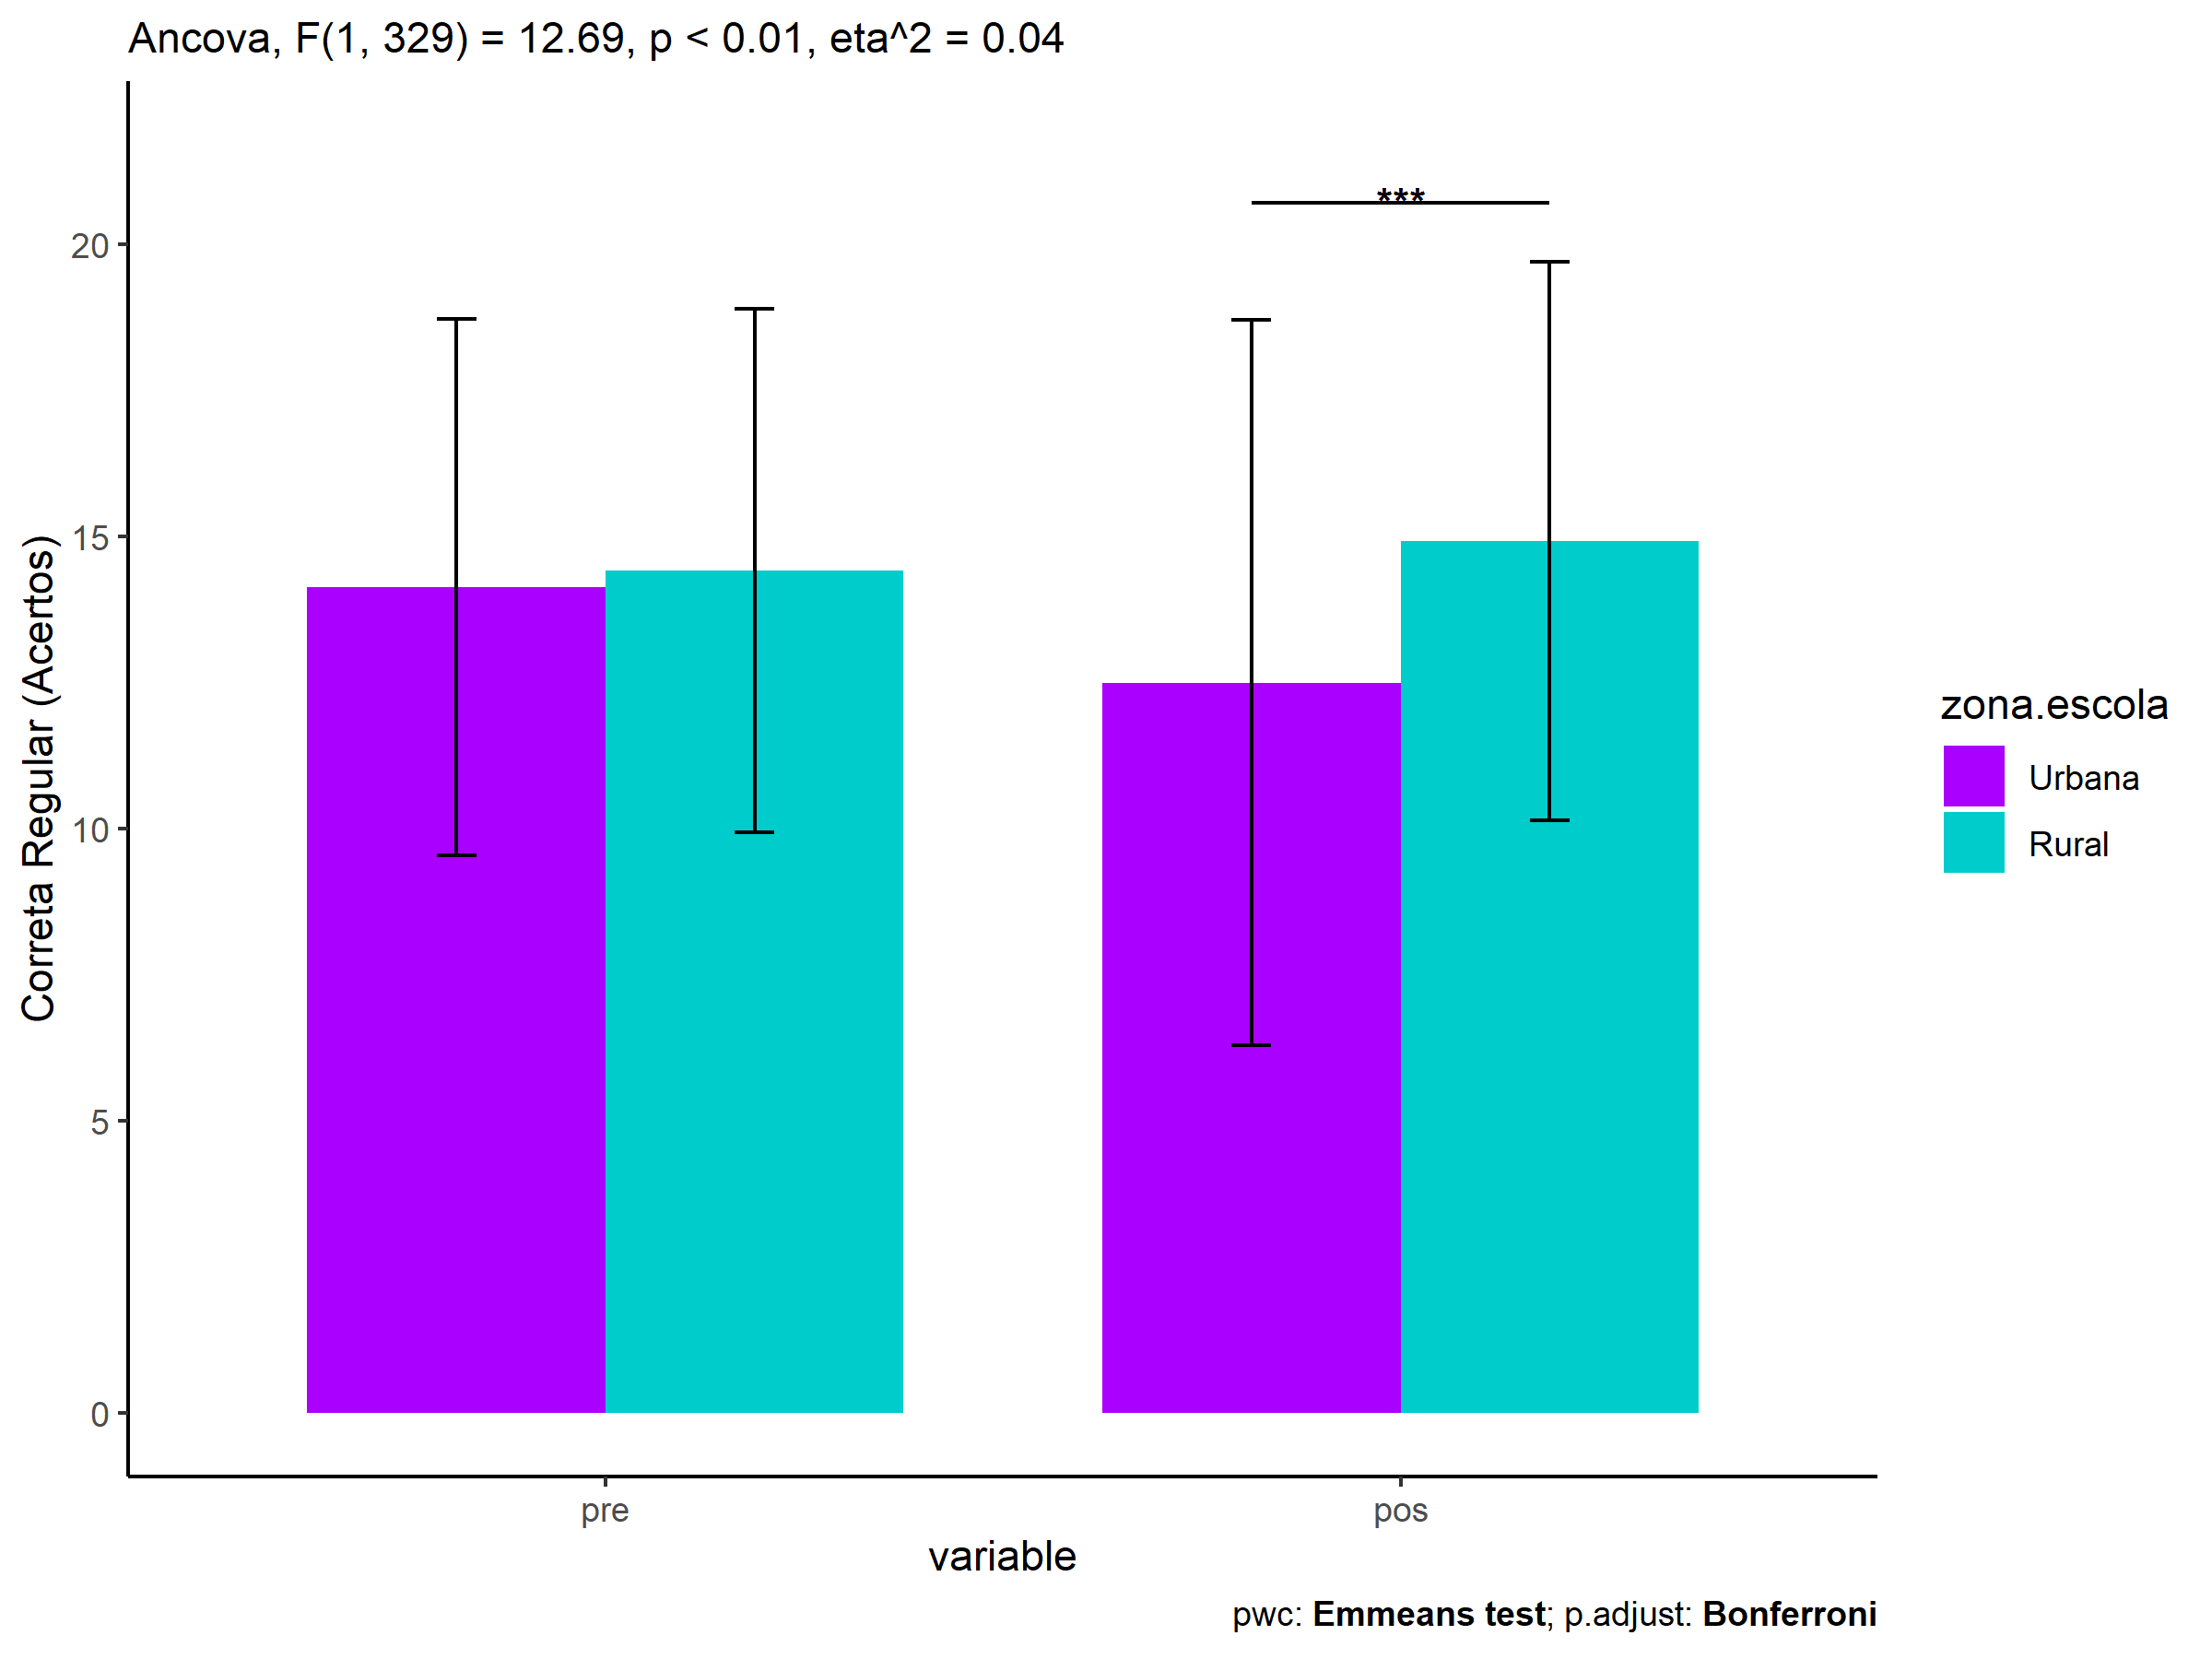 Ancova, F(1, 329) = 12.69, p < 0.01, eta^2 = 0.04
***
20
15
10
5
0
Correta Regular (Acertos)
pre
pos
variable
zona.escola
Urbana
Rural
pwc: Emmeans test; p.adjust: Bonferroni